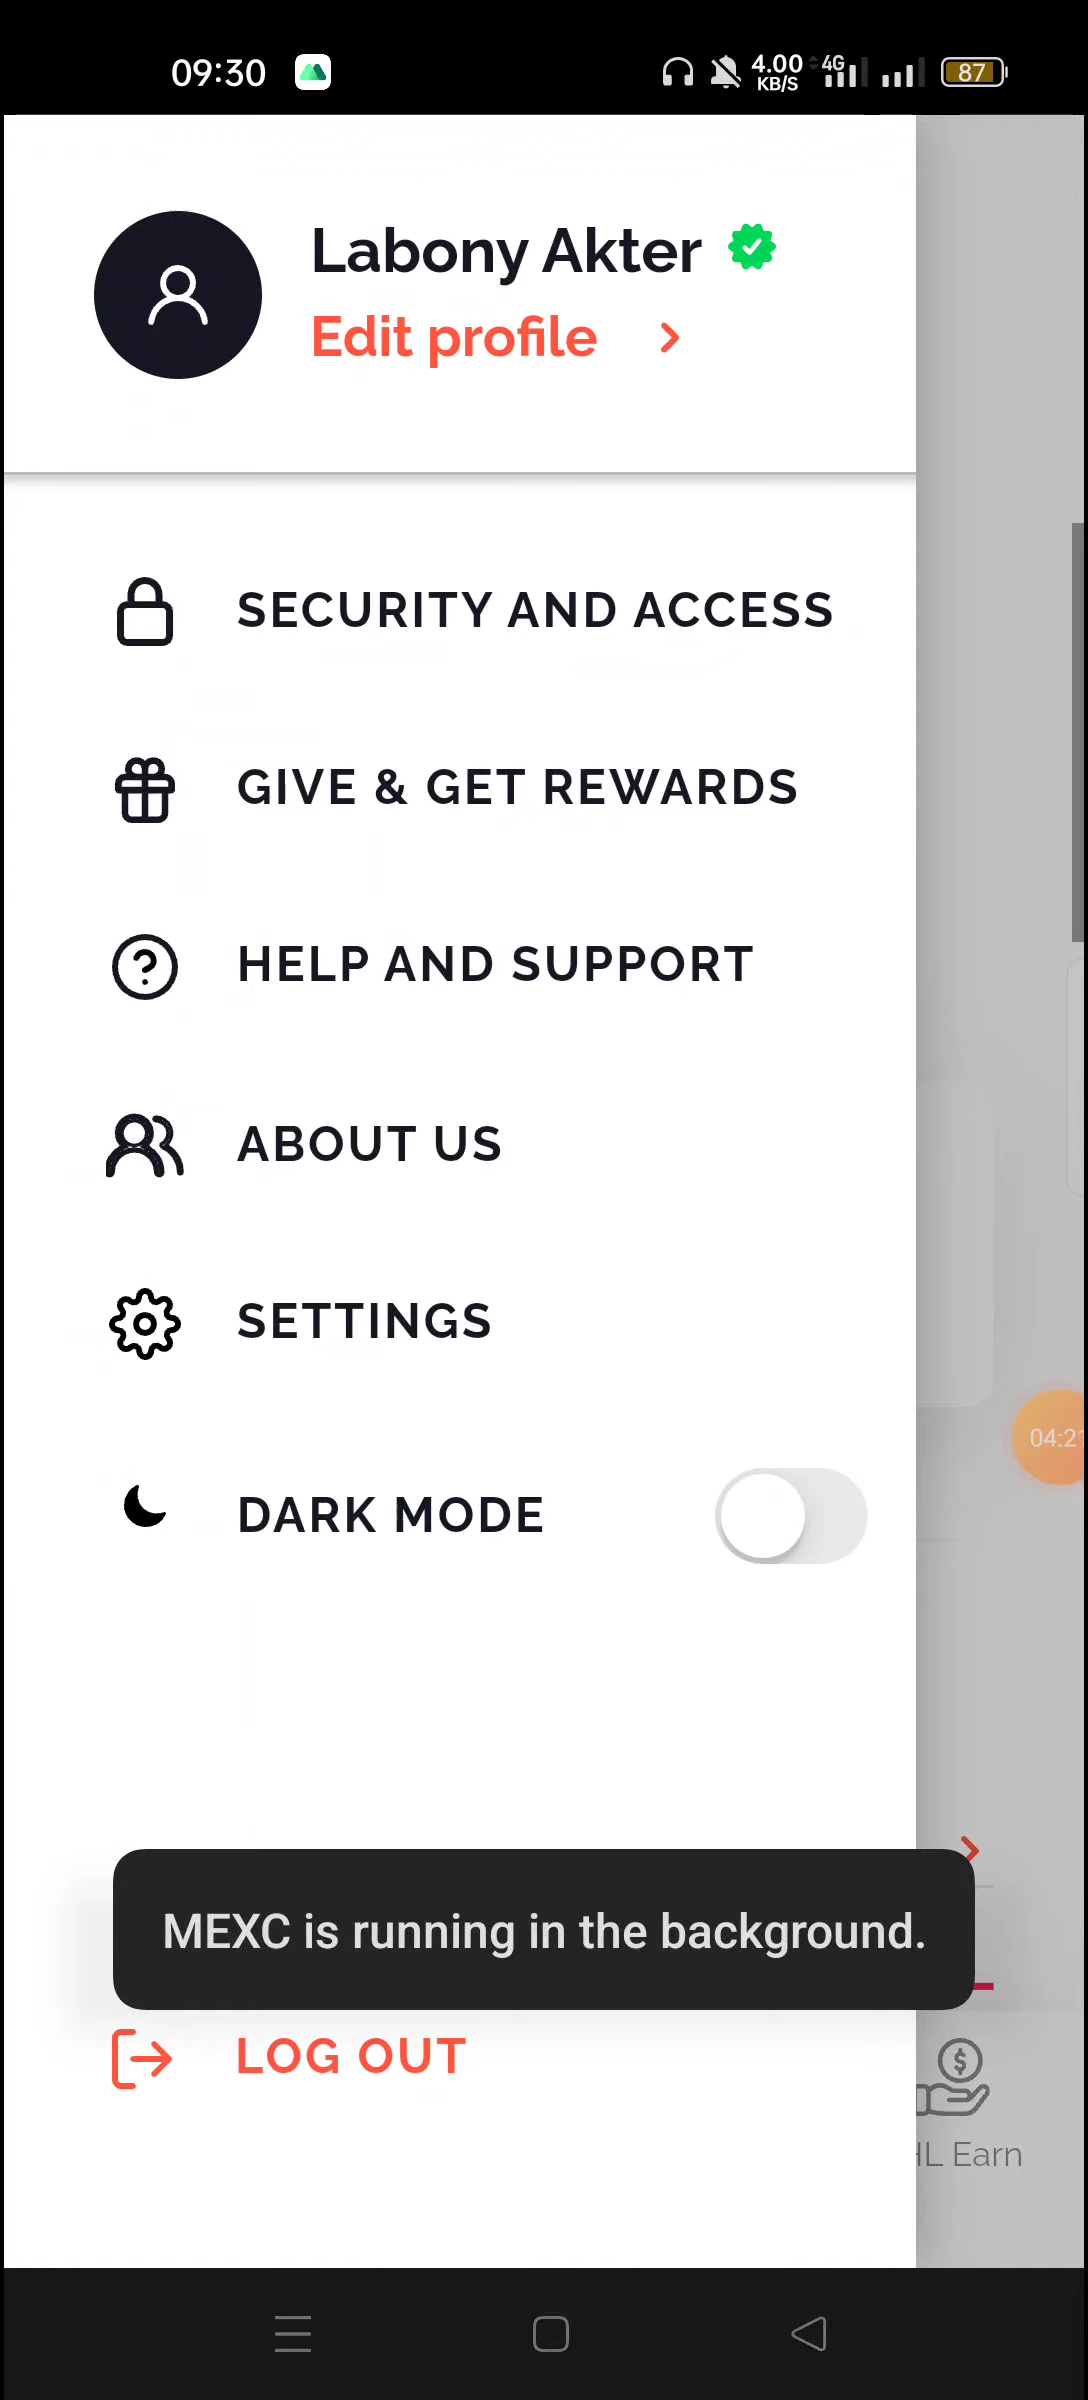 09:30
4.00
KB/S
4G
87
Labony Akter
Edit profile
SECURITY AND ACCESS
GIVE & GET REWARDS
HELP AND SUPPORT
ABOUT US
SETTINGS
DARK MODE
MEXC is running in the background.
LOG OUT
Earn